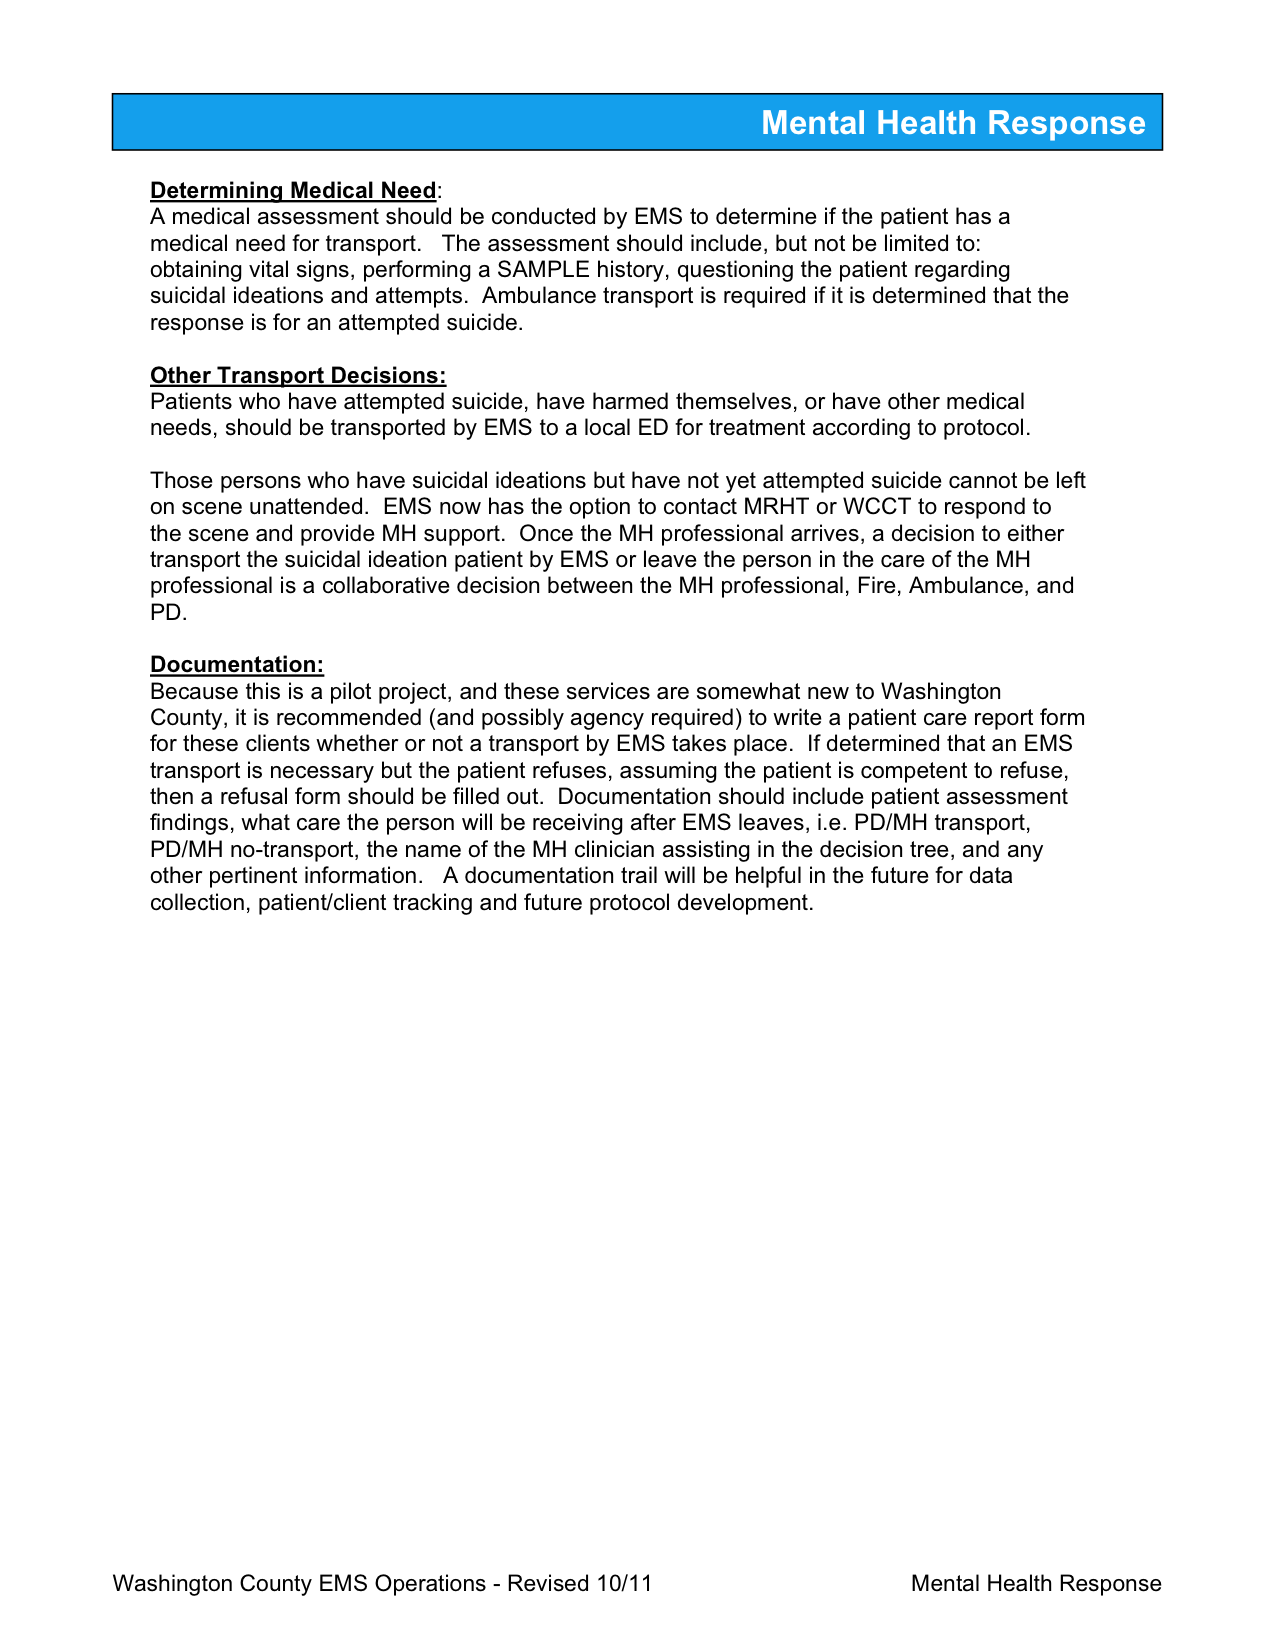 Mental Health Response
Determining Medical Need:
A medical assessment should be conducted by EMS to determine if the patient has a
medical need for transport.   The assessment should include, but not be limited to:
obtaining vital signs, performing a SAMPLE history, questioning the patient regarding
suicidal ideations and attempts.  Ambulance transport is required if it is determined that the
response is for an attempted suicide.
Other Transport Decisions:
Patients who have attempted suicide, have harmed themselves, or have other medical
needs, should be transported by EMS to a local ED for treatment according to protocol.
Those persons who have suicidal ideations but have not yet attempted suicide cannot be left
on scene unattended.  EMS now has the option to contact MRHT or WCCT to respond to
the scene and provide MH support.  Once the MH professional arrives, a decision to either
transport the suicidal ideation patient by EMS or leave the person in the care of the MH
professional is a collaborative decision between the MH professional, Fire, Ambulance, and
PD.
Documentation:
Because this is a pilot project, and these services are somewhat new to Washington
County, it is recommended (and possibly agency required) to write a patient care report form
for these clients whether or not a transport by EMS takes place.  If determined that an EMS
transport is necessary but the patient refuses, assuming the patient is competent to refuse,
then a refusal form should be filled out.  Documentation should include patient assessment
findings, what care the person will be receiving after EMS leaves, i.e. PD/MH transport,
PD/MH no-transport, the name of the MH clinician assisting in the decision tree, and any
other pertinent information.   A documentation trail will be helpful in the future for data
collection, patient/client tracking and future protocol development.
Washington County EMS Operations - Revised 10/11
Mental Health Response